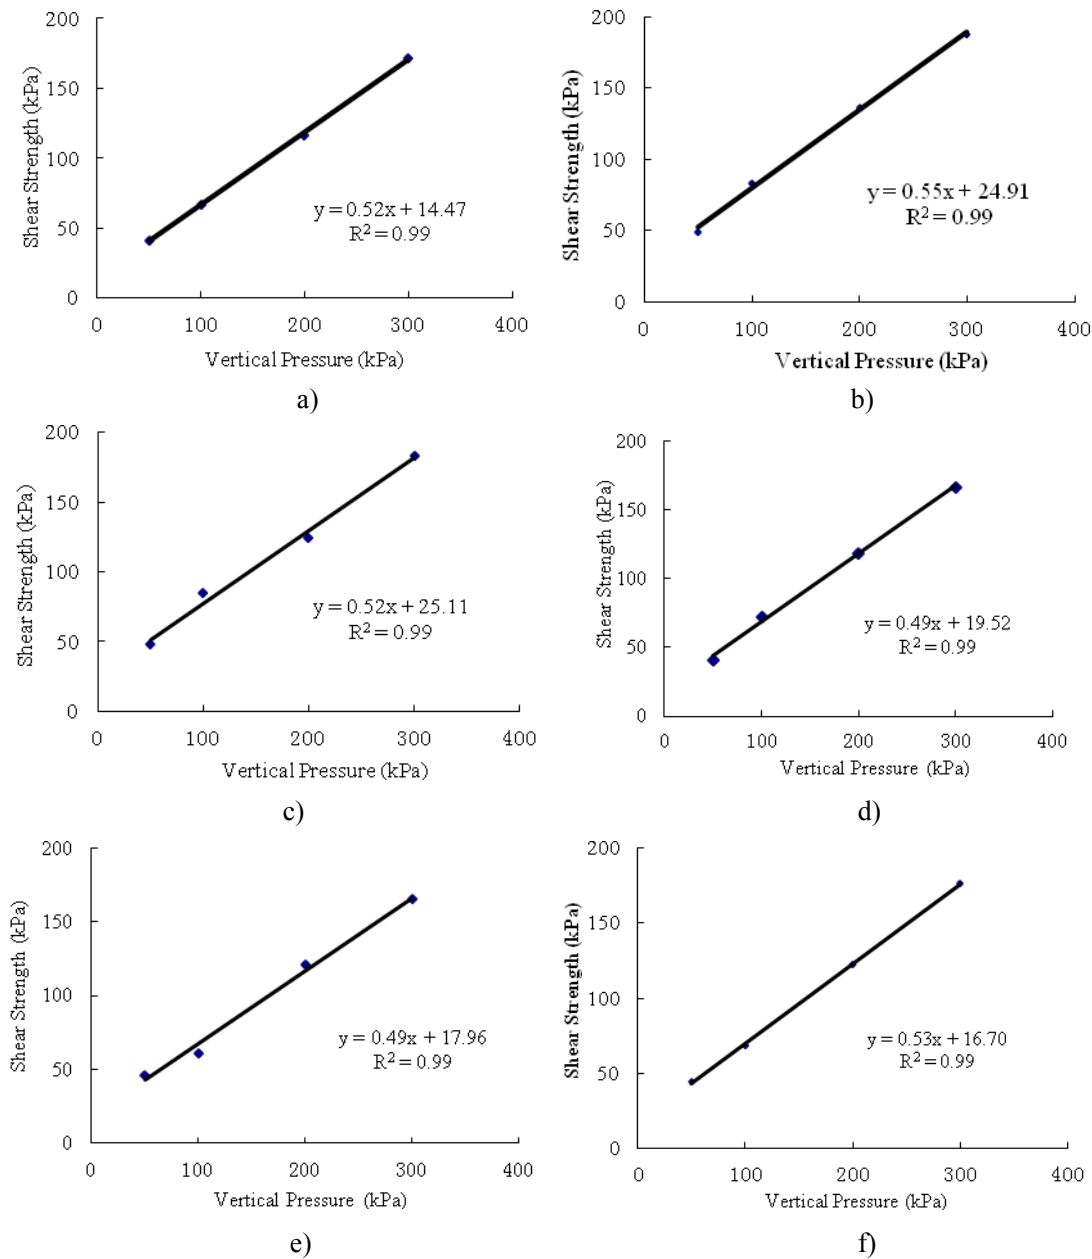 200
150
100
50
0
0 100 200 300 400
Shear Strength (kPa)
Vertical Pressure (kPa)
y = 0.52x + 14.47
R² = 0.99
a)
200
150
100
50
0
0 100 200 300 400
Shear Strength (kPa)
Vertical Pressure (kPa)
y = 0.55x + 24.91
R² = 0.99
b)
200
150
100
50
0
0 100 200 300 400
Shear Strength (kPa)
Vertical Pressure (kPa)
y = 0.52x + 25.11
R² = 0.99
c)
200
150
100
50
0
0 100 200 300 400
Shear Strength (kPa)
Vertical Pressure (kPa)
y = 0.49x + 19.52
R² = 0.99
d)
200
150
100
50
0
0 100 200 300 400
Shear Strength (kPa)
Vertical Pressure (kPa)
y = 0.49x + 17.96
R² = 0.99
e)
200
150
100
50
0
0 100 200 300 400
Shear Strength (kPa)
Vertical Pressure (kPa)
y = 0.53x + 16.70
R² = 0.99
f)